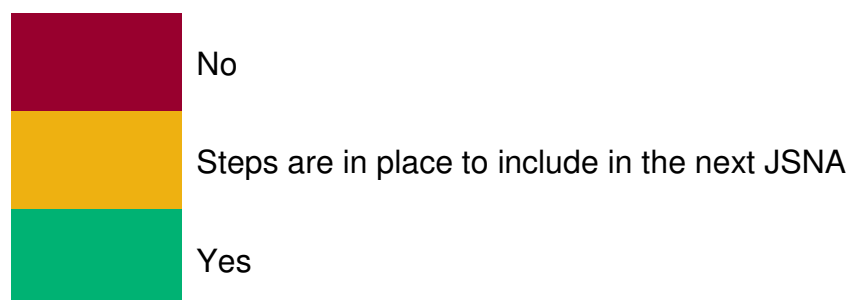 No
Steps are in place to include in the next JSNA
Yes